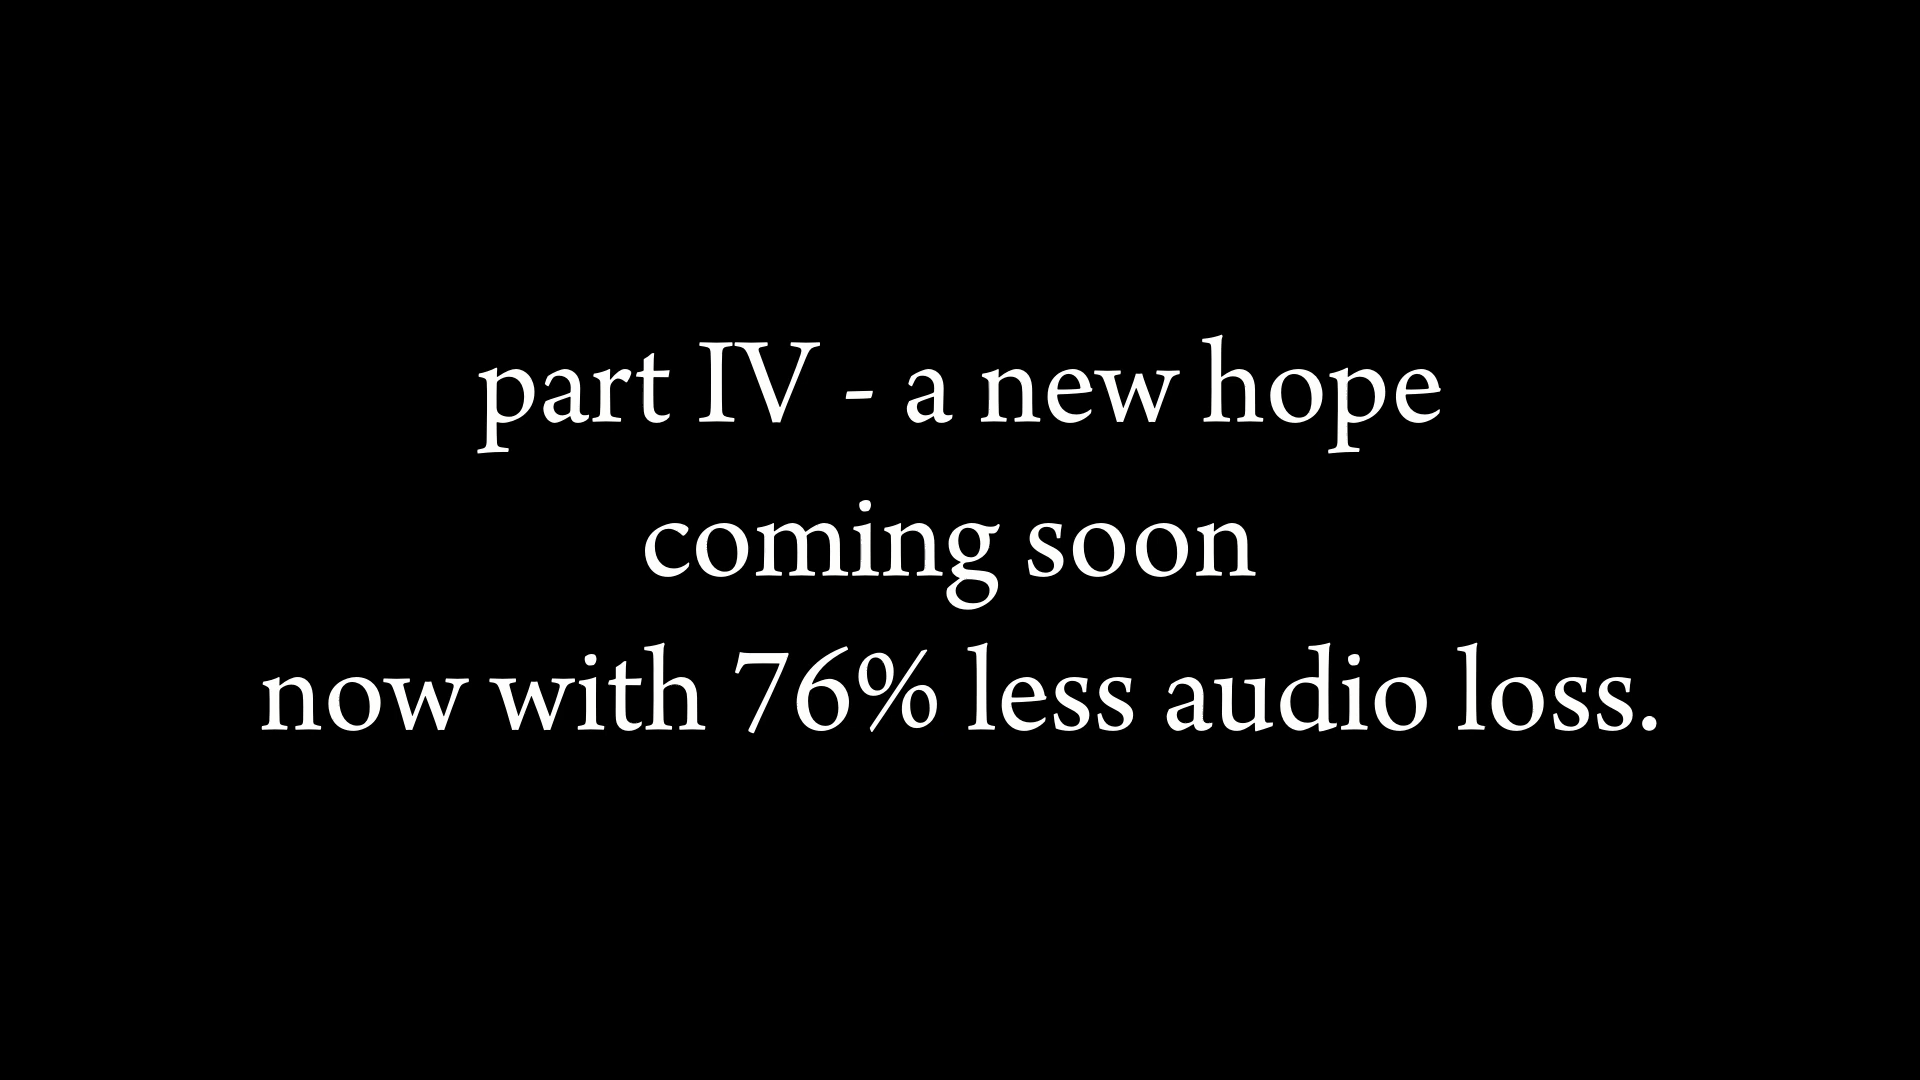 part IV - a new hope
coming soon
now with 76% less audio loss.